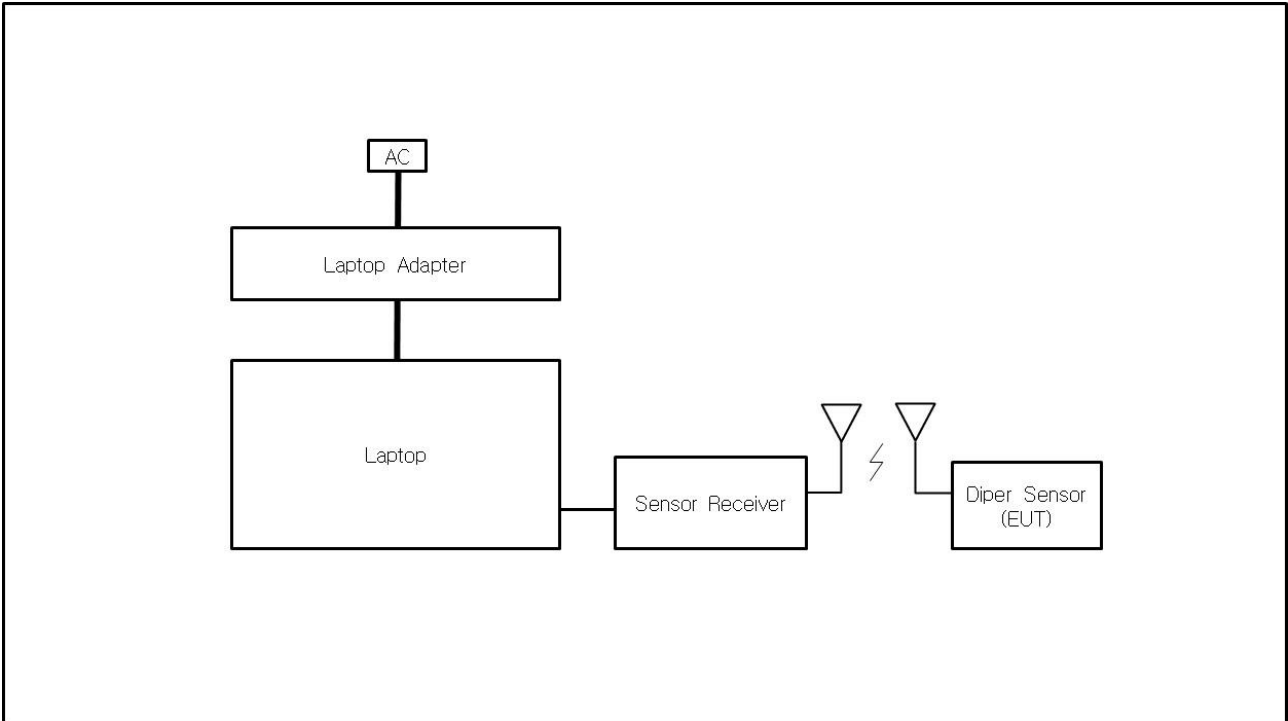 AC
Laptop Adapter
Laptop
Sensor Receiver
Diper Sensor
(EUT)